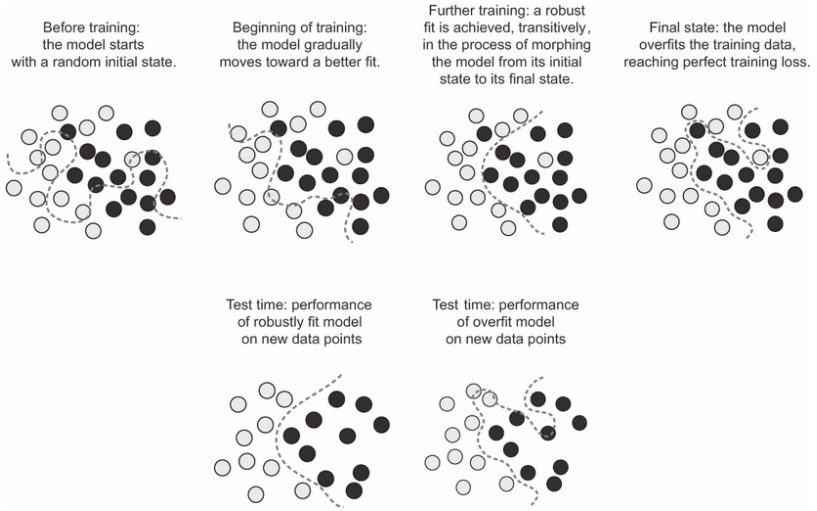 Before training:
the model starts
with a random initial state.
Beginning of training:
the model gradually
moves toward a better fit.
Further training: a robust
fit is achieved, transitively,
in the process of morphing
the model from its initial
state to its final state.
Final state: the model
overfits the training data,
reaching perfect training loss.
Test time: performance
of robustly fit model
on new data points
Test time: performance
of overfit model
on new data points